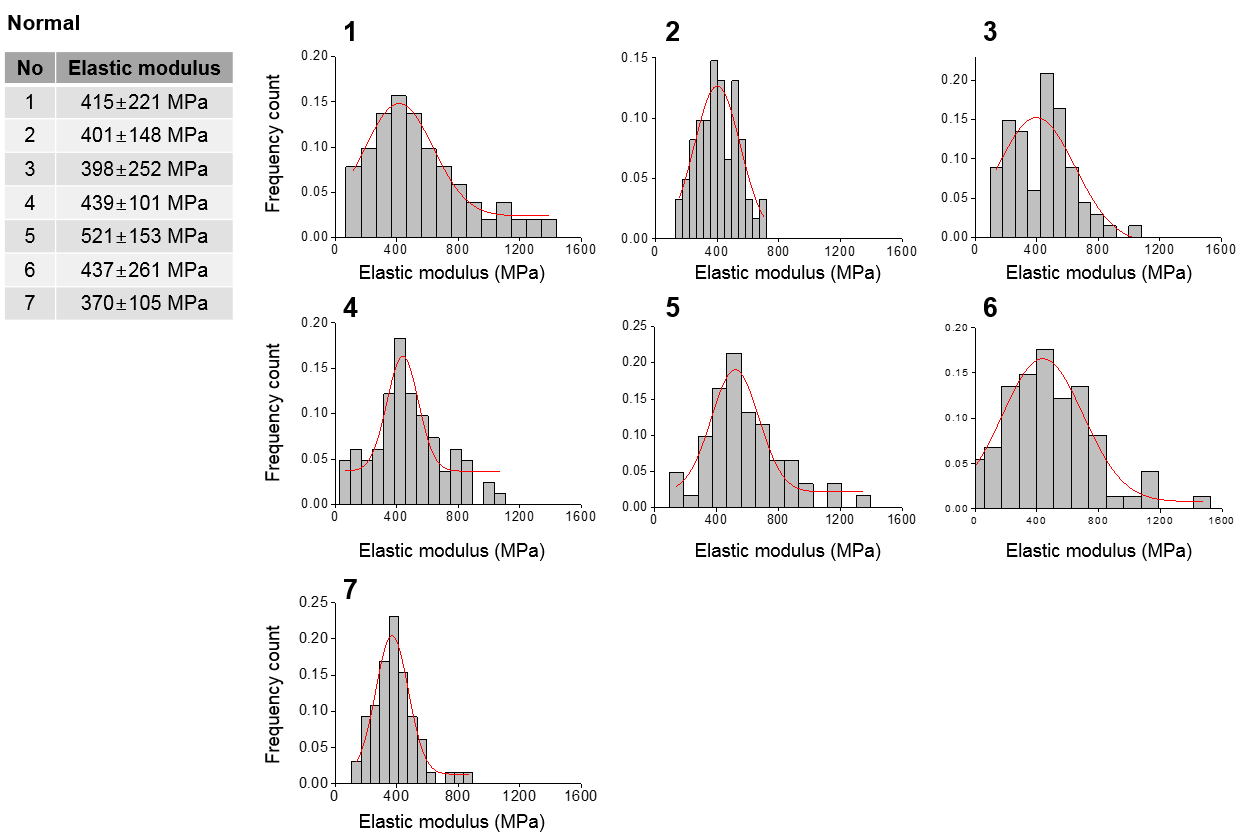 Normal
No Elastic modulus
1 415±221 MPa
2 401±148 MPa
3 398±252 MPa
4 439±101 MPa
5 521±153 MPa
6 437±261 MPa
7 370±105 MPa
1
Frequency count
0.20
0.15
0.10
0.05
0.00
0 400 800 1200 1600
Elastic modulus (MPa)
2
0.15
0.10
0.05
0.00
0 400 800 1200 1600
Elastic modulus (MPa)
3
0.20
0.15
0.10
0.05
0.00
0 400 800 1200 1600
Elastic modulus (MPa)
4
Frequency count
0.20
0.15
0.10
0.05
0.00
0 400 800 1200 1600
Elastic modulus (MPa)
5
0.25
0.20
0.15
0.10
0.05
0.00
0 400 800 1200 1600
Elastic modulus (MPa)
6
0.20
0.15
0.10
0.05
0.00
0 400 800 1200 1600
Elastic modulus (MPa)
7
Frequency count
0.25
0.20
0.15
0.10
0.05
0.00
0 400 800 1200 1600
Elastic modulus (MPa)